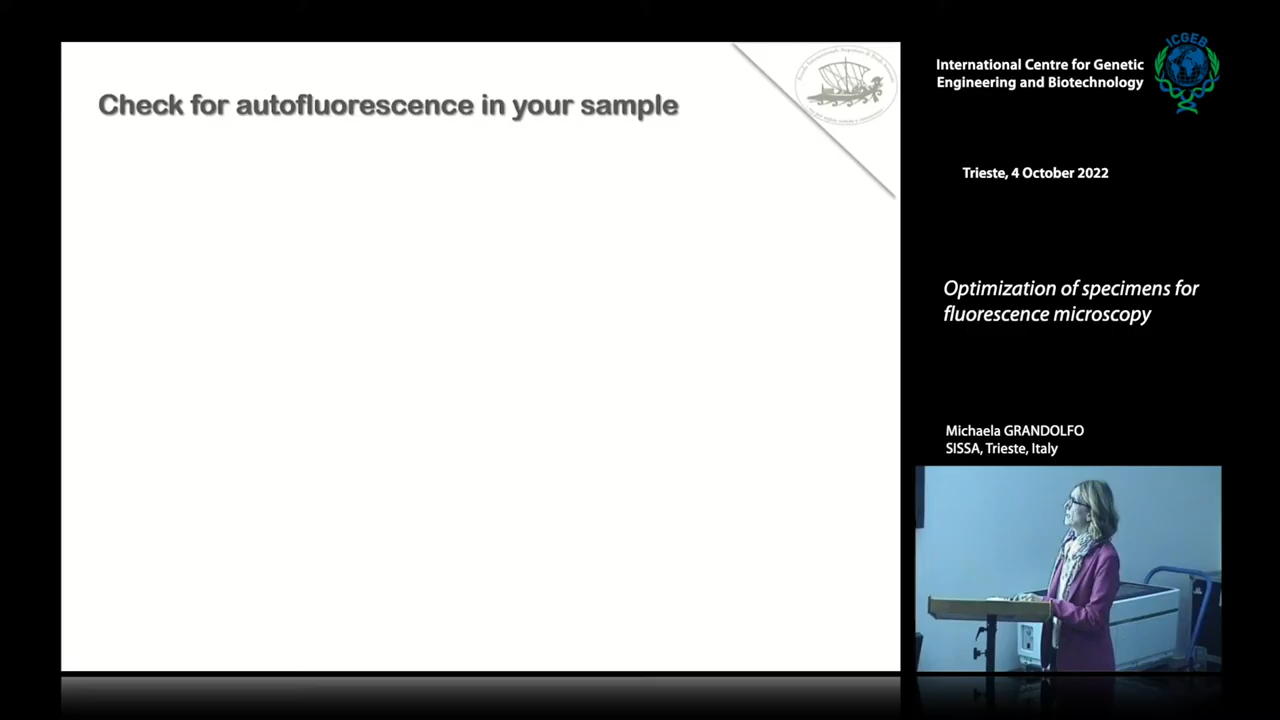 Check for autofluorescence in your sample
ICGEB
International Centre for Genetic
Engineering and Biotechnology
Trieste, 4 October 2022
Optimization of specimens for
fluorescence microscopy
Michaela GRANDOLFO
SISSA, Trieste, Italy